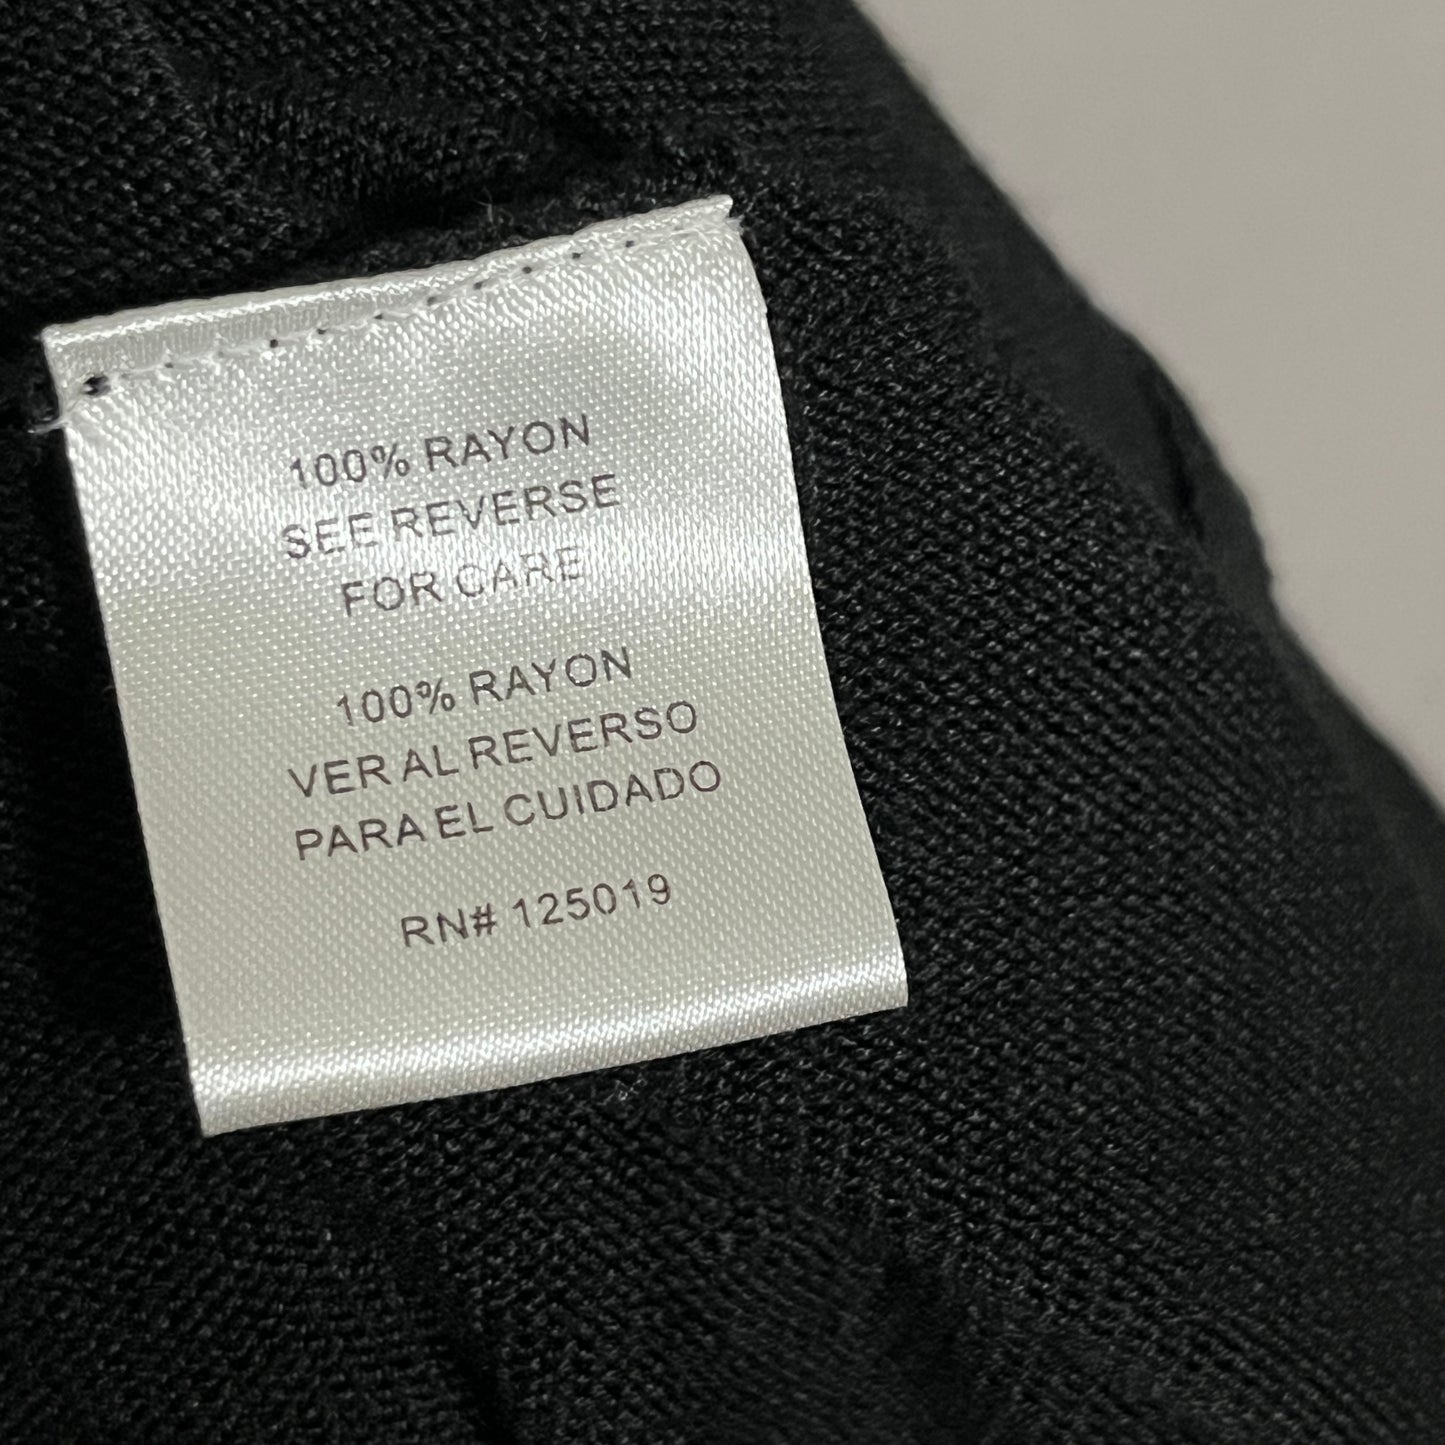 100% RAYON
SEE REVERSE
FOR CARE
100% RAYON
VER AL REVERSO
PARA EL CUIDADO
RN# 125019